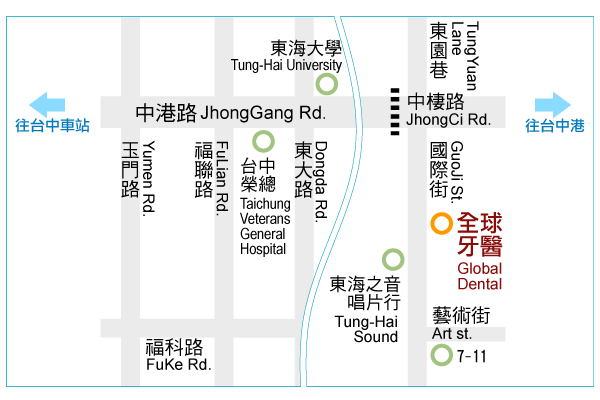 東海大學
Tung-Hai University
東園巷
TungYuan
Lane
中港路 JhongGang Rd.
中棲路
JhongCi Rd.
往台中車站
往台中港
玉門路
Yumen Rd.
福聯路
FuLian Rd.
台中
榮總
Taichung
Veterans
General
Hospital
東大路
Dongda Rd.
國際街
GuoJi St.
全球
牙醫
Global
Dental
東海之音
唱片行
Tung-Hai
Sound
藝術街
Art st.
7-11
福科路
FuKe Rd.